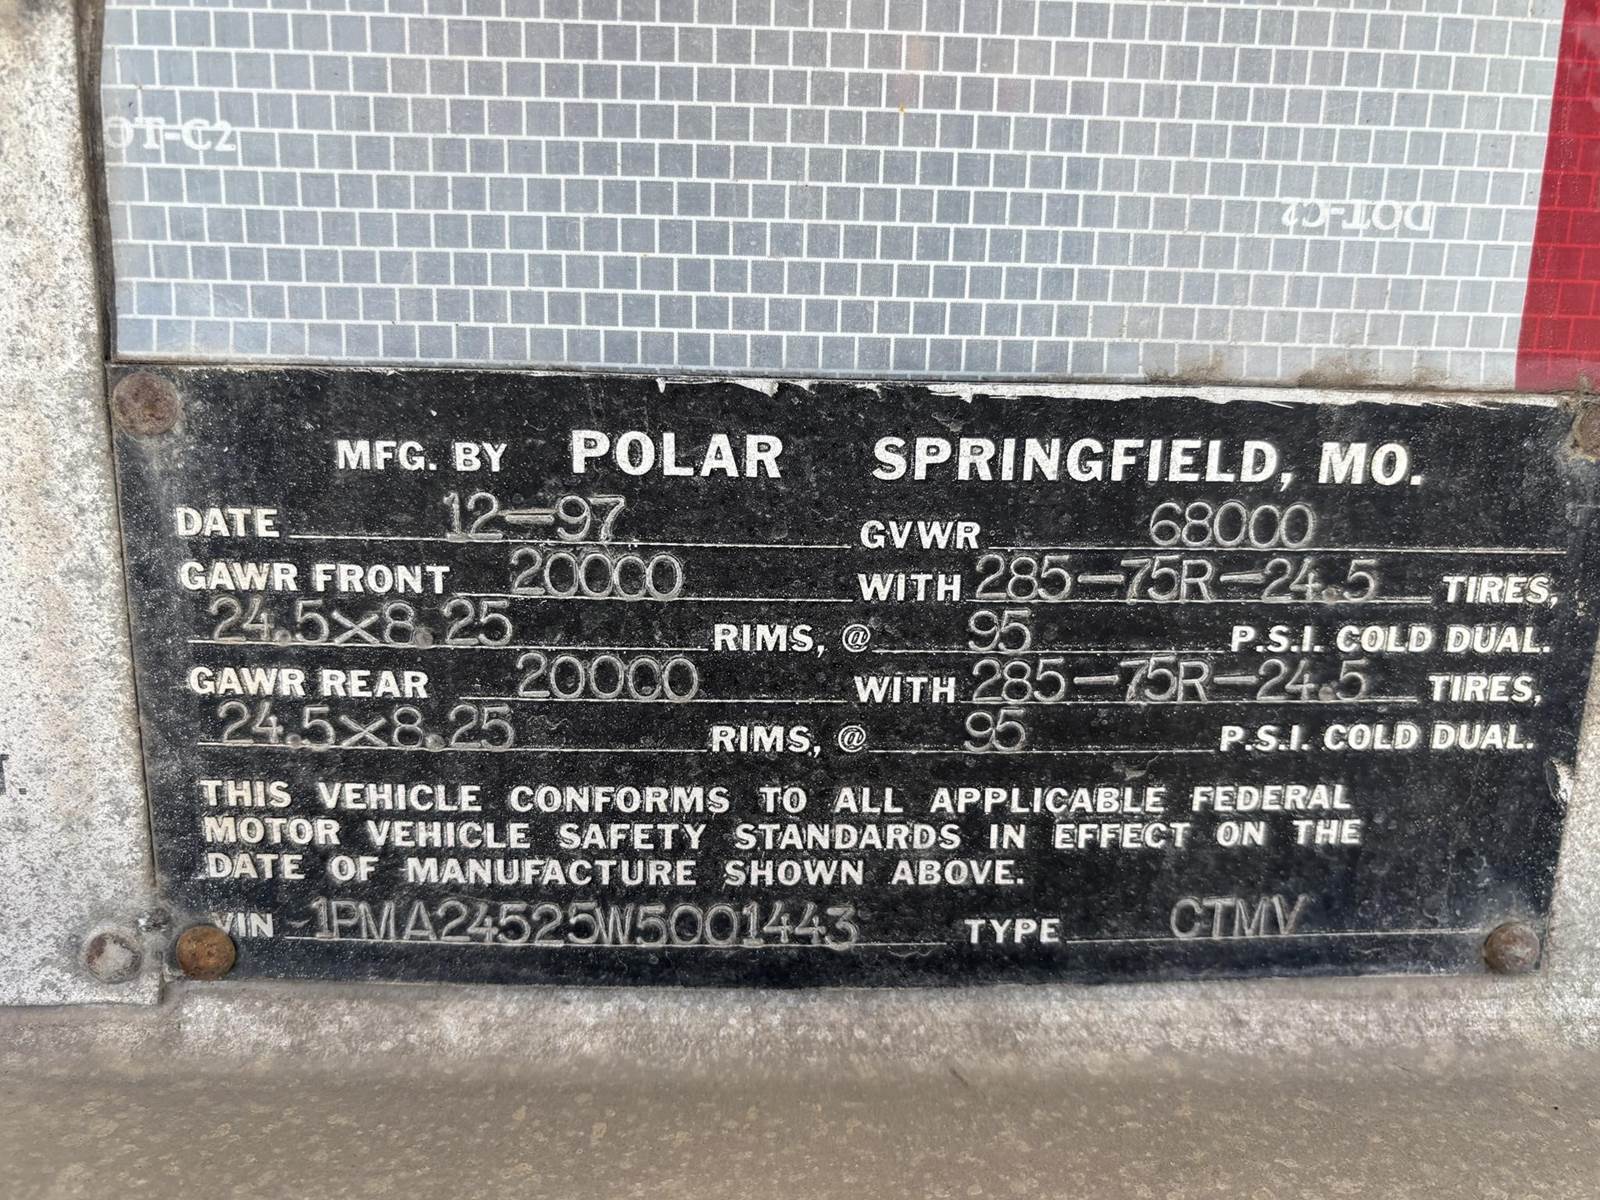 OT-C2
DOT-C2
MFG. BY POLAR SPRINGFIELD, MO.
DATE 12-97 GVWR 68000
GAWR FRONT 20000 WITH 285-75R-24.5 TIRES,
24.5x8.25 RIMS, @ 95 P.S.I. COLD DUAL.
GAWR REAR 20000 WITH 285-75R-24.5 TIRES,
24.5x8.25 RIMS, @ 95 P.S.I. COLD DUAL.
THIS VEHICLE CONFORMS TO ALL APPLICABLE FEDERAL
MOTOR VEHICLE SAFETY STANDARDS IN EFFECT ON THE
DATE OF MANUFACTURE SHOWN ABOVE.
VIN -1PMA24525W5001443 TYPE CTMV